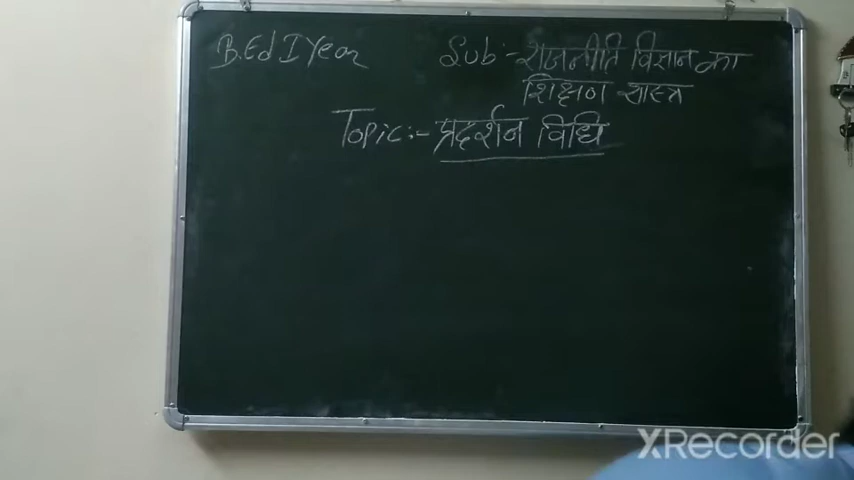 B.Ed I Year
Sub:- राजनीति विज्ञान का
शिक्षण शास्त्र
Topic:- प्रदर्शन विधि
XRecorder